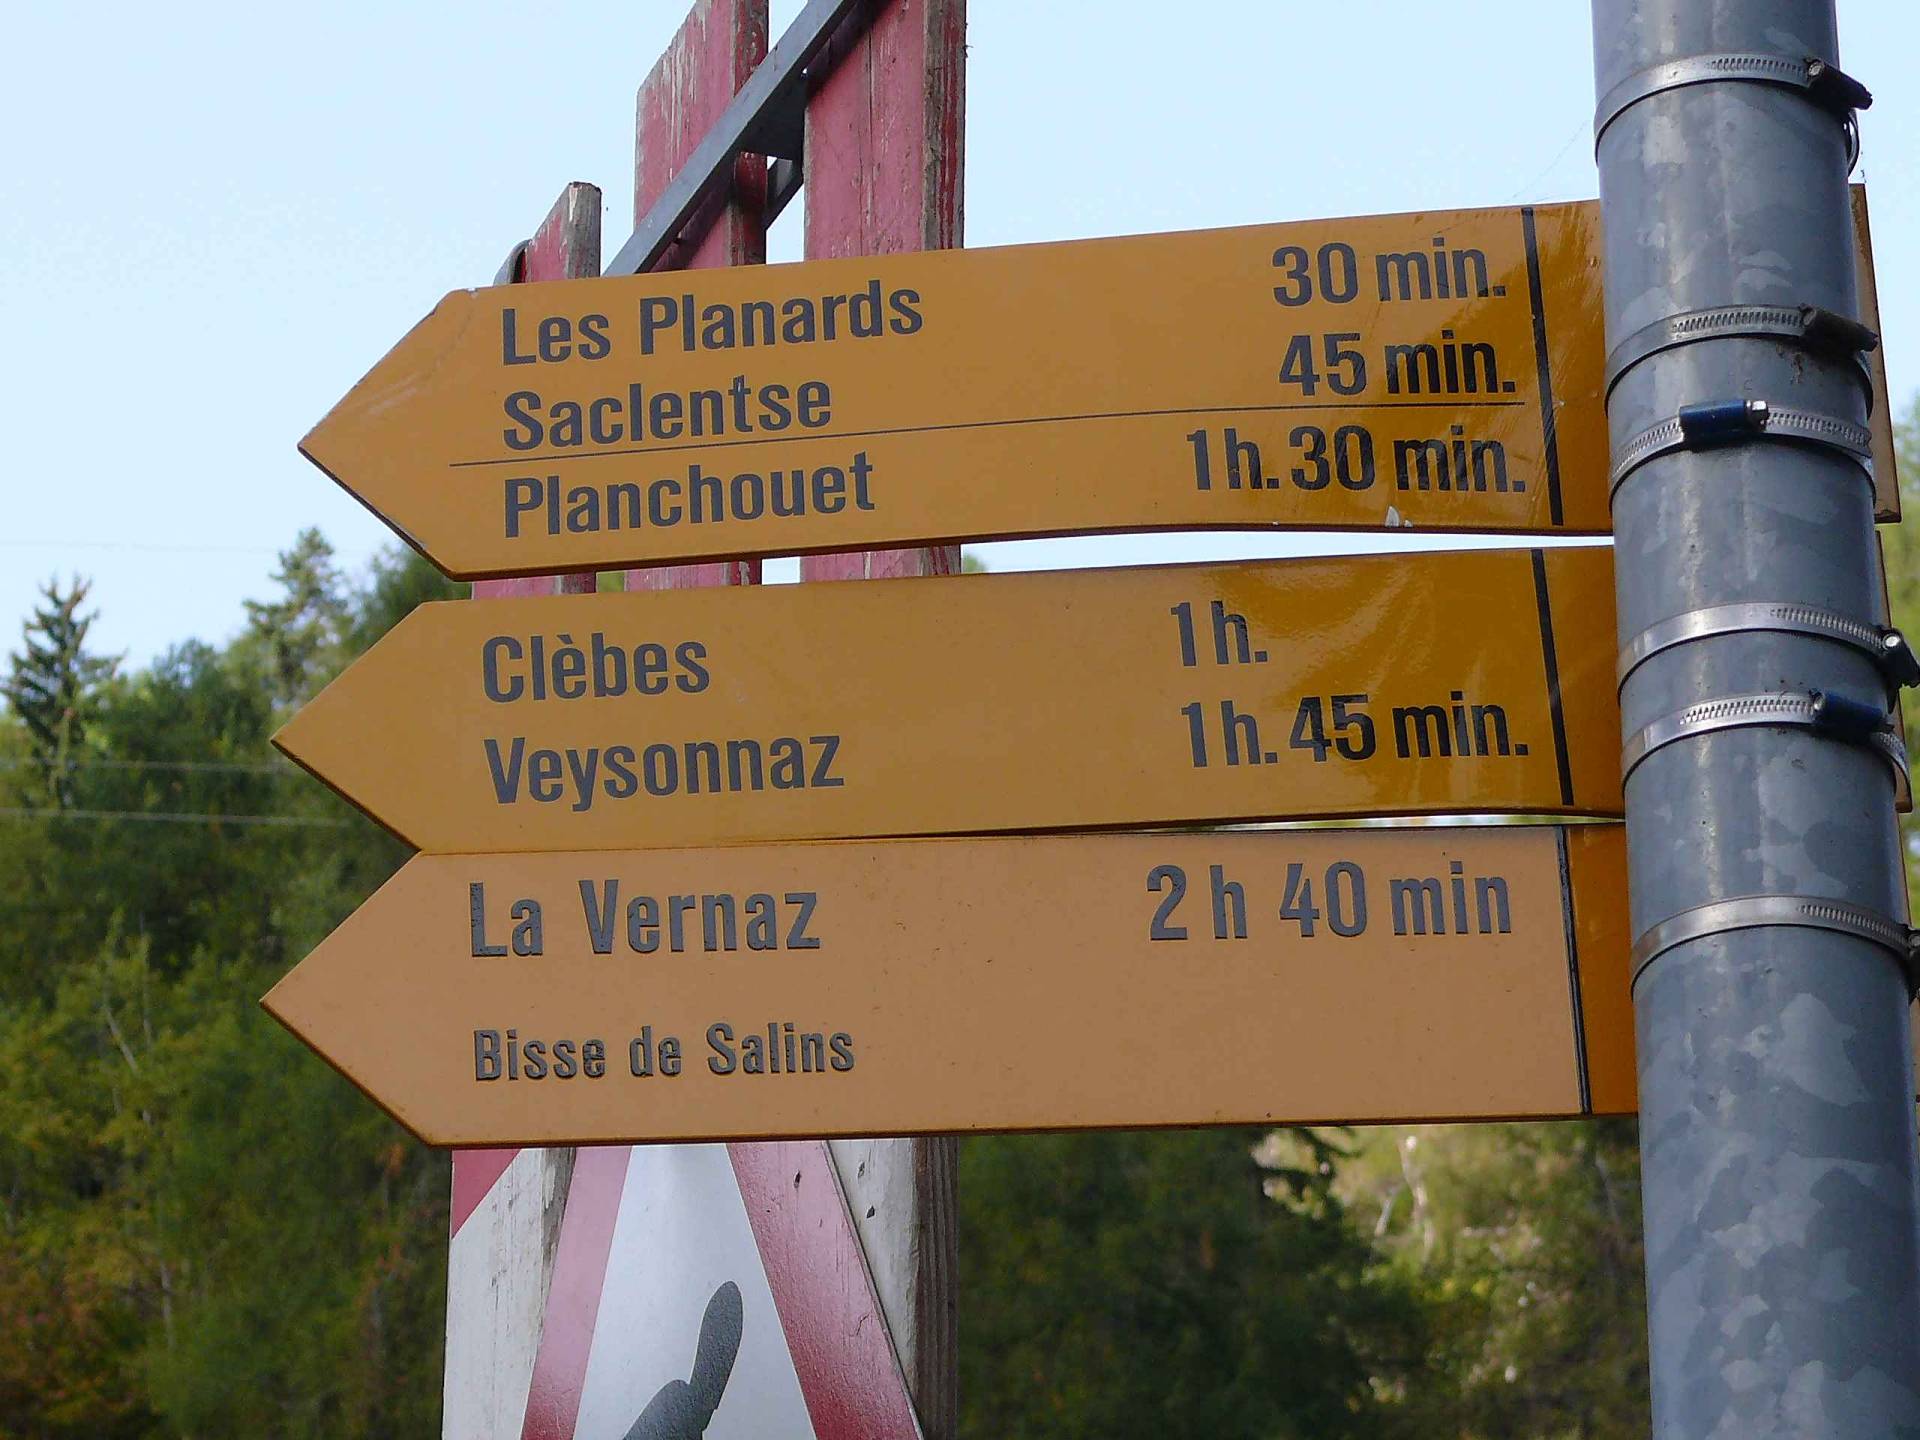 Les Planards 30 min.
Saclentse 45 min.
Planchouet 1h. 30 min.
Clèbes 1h.
Veysonnaz 1h. 45 min.
La Vernaz 2 h 40 min
Bisse de Salins